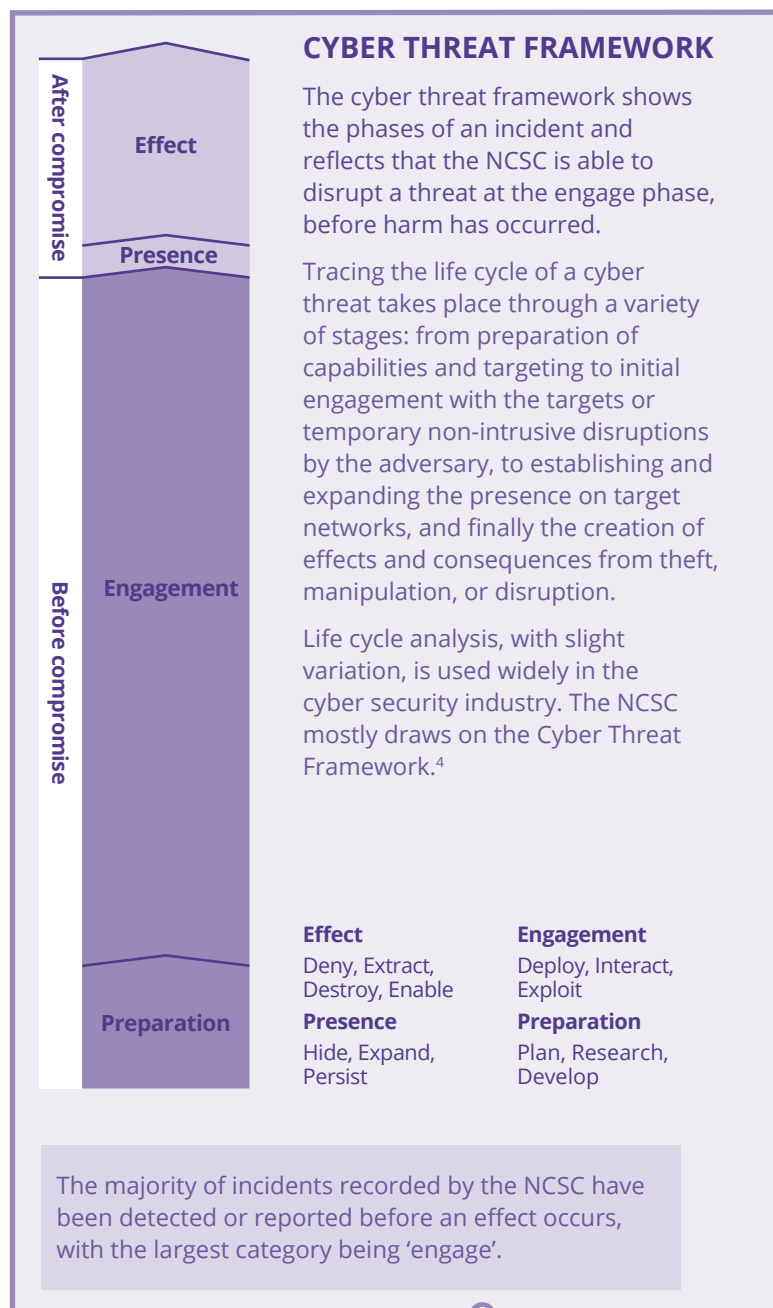 CYBER THREAT FRAMEWORK
The cyber threat framework shows
the phases of an incident and
reflects that the NCSC is able to
disrupt a threat at the engage phase,
before harm has occurred.
Tracing the life cycle of a cyber
threat takes place through a variety
of stages: from preparation of
capabilities and targeting to initial
engagement with the targets or
temporary non-intrusive disruptions
by the adversary, to establishing and
expanding the presence on target
networks, and finally the creation of
effects and consequences from theft,
manipulation, or disruption.
Life cycle analysis, with slight
variation, is used widely in the
cyber security industry. The NCSC
mostly draws on the Cyber Threat
Framework.⁴
After compromise
Effect
Presence
Before compromise
Engagement
Preparation
Effect
Deny, Extract,
Destroy, Enable
Presence
Hide, Expand,
Persist
Engagement
Deploy, Interact,
Exploit
Preparation
Plan, Research,
Develop
The majority of incidents recorded by the NCSC have
been detected or reported before an effect occurs,
with the largest category being ‘engage’.